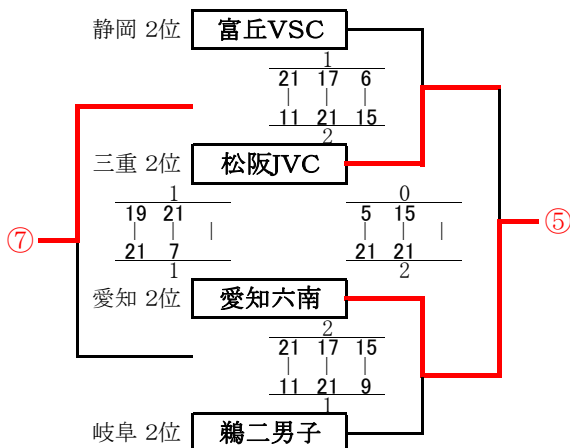 静岡 2位 富丘VSC
1
21 17 6
| | |
11 21 15
2
三重 2位 松阪JVC
1 0
19 21 5 15
| | | | | |
21 7 21 21
1 2
⑦ ⑤
愛知 2位 愛知六南
2
21 17 15
| | |
11 21 9
1
岐阜 2位 鵜二男子